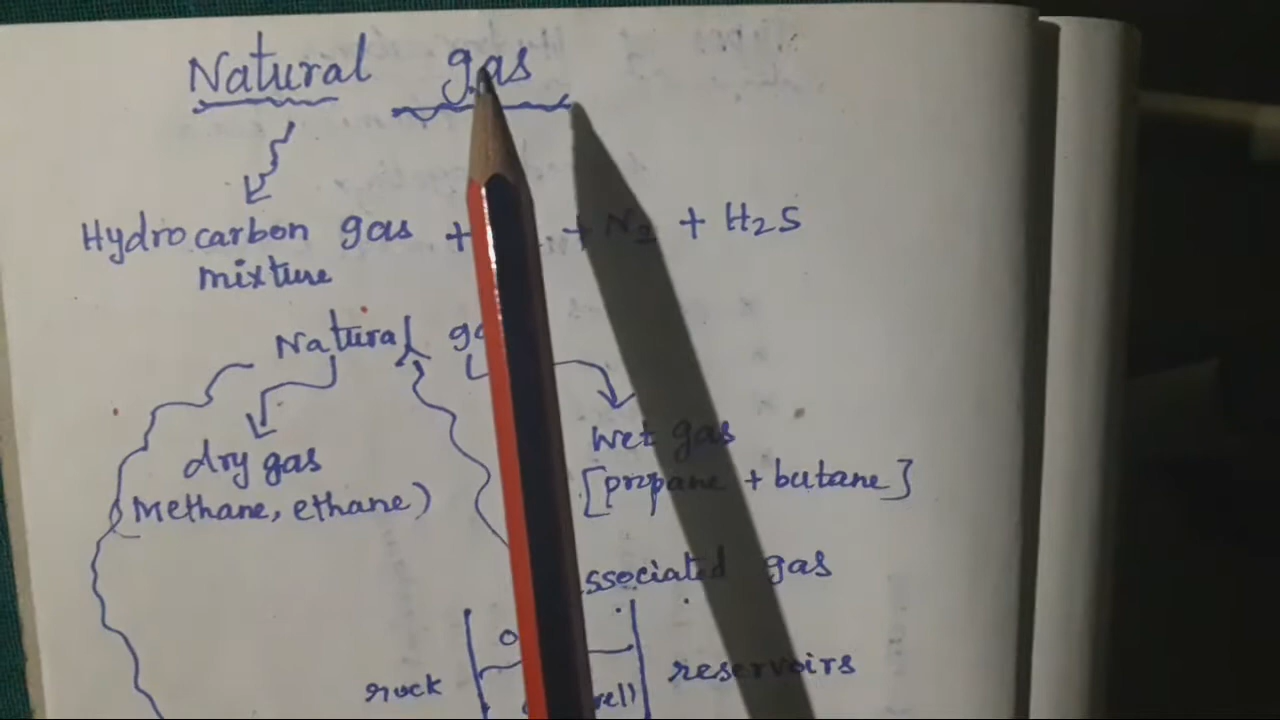 Natural gas
Hydrocarbon gas + + N2 + H2S
mixture
Natural
dry gas
(Methane, ethane)
Wet gas
[propane + butane]
gas
rock
reservoirs